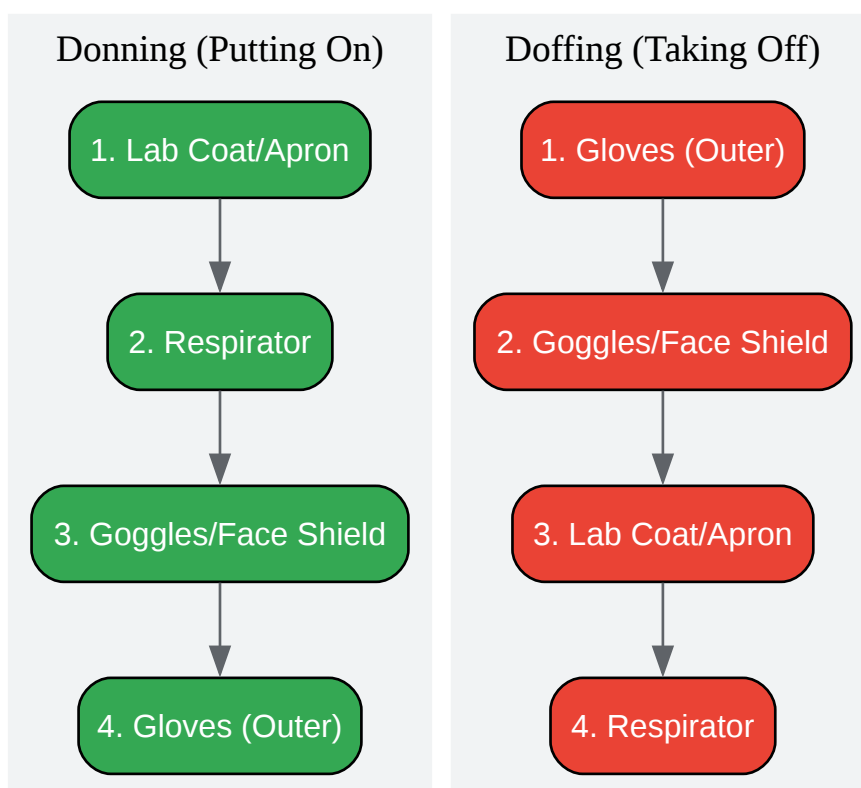 Donning (Putting On)
1. Lab Coat/Apron
2. Respirator
3. Goggles/Face Shield
4. Gloves (Outer)
Doffing (Taking Off)
1. Gloves (Outer)
2. Goggles/Face Shield
3. Lab Coat/Apron
4. Respirator